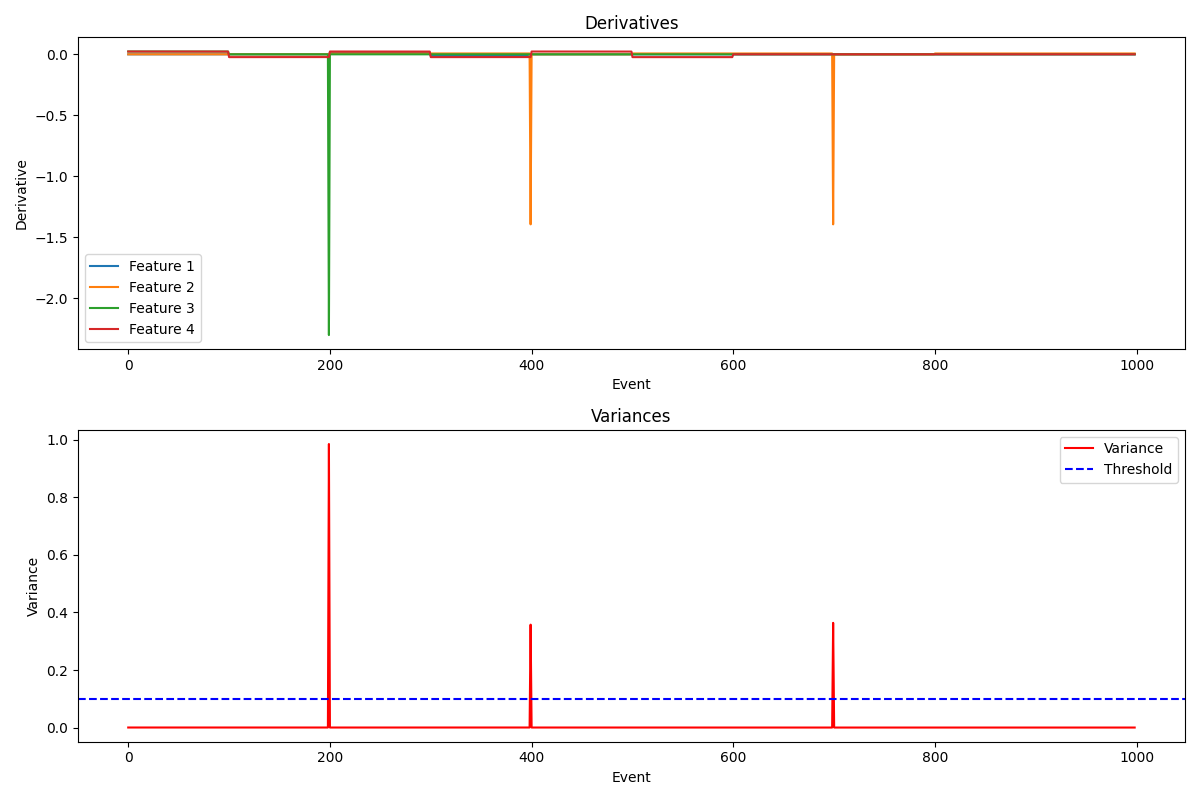 Derivatives
Derivative
0.0
−0.5
−1.0
−1.5
−2.0
Feature 1
Feature 2
Feature 3
Feature 4
0 200 400 600 800 1000
Event
Variances
Variance
1.0
0.8
0.6
0.4
0.2
0.0
Variance
Threshold
0 200 400 600 800 1000
Event